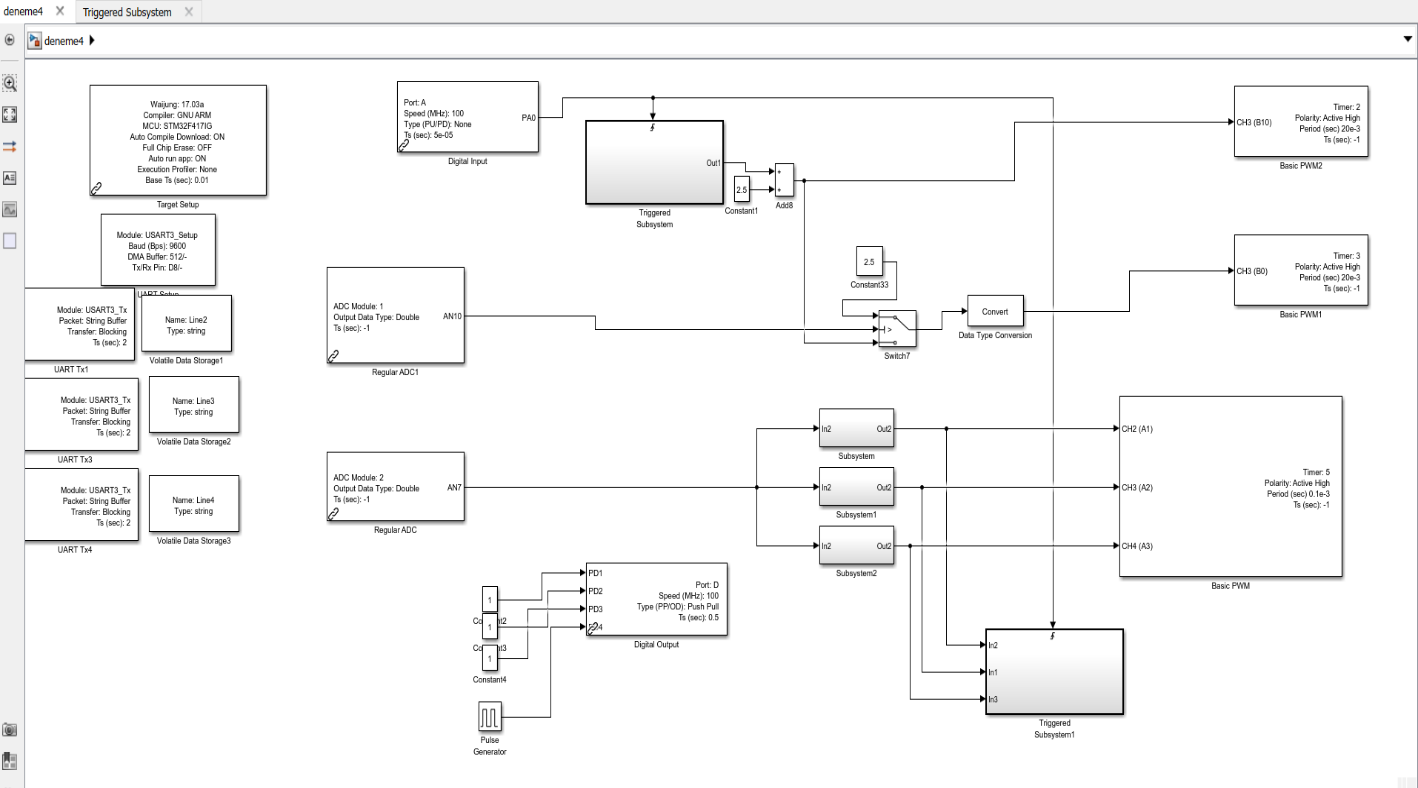 deneme4
Triggered Subsystem
deneme4
Waijung: 17.03a
Compiler: GNU ARM
MCU: STM32F417IG
Auto Compile Download: ON
Full Chip Erase: OFF
Auto run app: ON
Execution Profiler: None
Base Ts (sec): 0.01
Target Setup
Module: USART3_Setup
Baud (Bps): 9600
DMA Buffer: 512/-
Tx/Rx Pin: D8/-
UART Setup
Module: USART3_Tx
Packet: String Buffer
Transfer: Blocking
Ts (sec): 2
UART Tx1
Name: Line2
Type: string
Volatile Data Storage1
Module: USART3_Tx
Packet: String Buffer
Transfer: Blocking
Ts (sec): 2
UART Tx3
Name: Line3
Type: string
Volatile Data Storage2
Module: USART3_Tx
Packet: String Buffer
Transfer: Blocking
Ts (sec): 2
UART Tx4
Name: Line4
Type: string
Volatile Data Storage3
Port: A
Speed (MHz): 100
Type (PU/PD): None
Ts (sec): 5e-05
PA0
Digital Input
Out1
Triggered
Subsystem
2.5
Constant1
+
+
Add8
CH3 (B10)
Timer: 2
Polarity: Active High
Period (sec) 20e-3
Ts (sec): -1
Basic PWM2
ADC Module: 1
Output Data Type: Double
Ts (sec): -1
AN10
Regular ADC1
2.5
Constant33
>
Switch7
Convert
Data Type Conversion
CH3 (B0)
Timer: 3
Polarity: Active High
Period (sec) 20e-3
Ts (sec): -1
Basic PWM1
ADC Module: 2
Output Data Type: Double
Ts (sec): -1
AN7
Regular ADC
In2
Out2
Subsystem
In2
Out2
Subsystem1
In2
Out2
Subsystem2
CH2 (A1)
CH3 (A2)
CH4 (A3)
Timer: 5
Polarity: Active High
Period (sec) 0.1e-3
Ts (sec): -1
Basic PWM
1
1
1
Constant4
Pulse
Generator
PD1
PD2
PD3
Port: D
Speed (MHz): 100
Type (PP/OD): Push Pull
Ts (sec): 0.5
Digital Output
In2
In1
In3
Triggered
Subsystem1